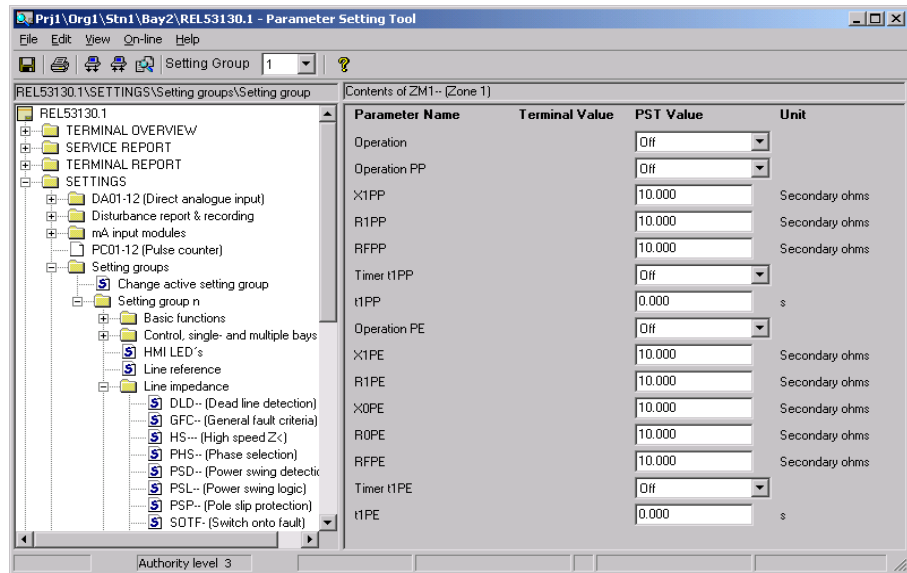 Prj1\Org1\Stn1\Bay2\REL53130.1 - Parameter Setting Tool
File Edit View On-line Help
Setting Group 1
REL53130.1\SETTINGS\Setting groups\Setting group
Contents of ZM1-- (Zone 1)
REL53130.1
TERMINAL OVERVIEW
SERVICE REPORT
TERMINAL REPORT
SETTINGS
DA01-12 (Direct analogue input)
Disturbance report & recording
mA input modules
PC01-12 (Pulse counter)
Setting groups
Change active setting group
Setting group n
Basic functions
Control, single- and multiple bays
HMI LED´s
Line reference
Line impedance
DLD-- (Dead line detection)
GFC-- (General fault criteria)
HS--- (High speed Z<)
PHS-- (Phase selection)
PSD-- (Power swing detectic
PSL-- (Power swing logic)
PSP-- (Pole slip protection)
SOTF- (Switch onto fault)
Parameter Name Terminal Value PST Value Unit
Operation Off
Operation PP Off
X1PP 10.000 Secondary ohms
R1PP 10.000 Secondary ohms
RFPP 10.000 Secondary ohms
Timer t1PP Off
t1PP 0.000 s
Operation PE Off
X1PE 10.000 Secondary ohms
R1PE 10.000 Secondary ohms
X0PE 10.000 Secondary ohms
R0PE 10.000 Secondary ohms
RFPE 10.000 Secondary ohms
Timer t1PE Off
t1PE 0.000 s
Authority level 3